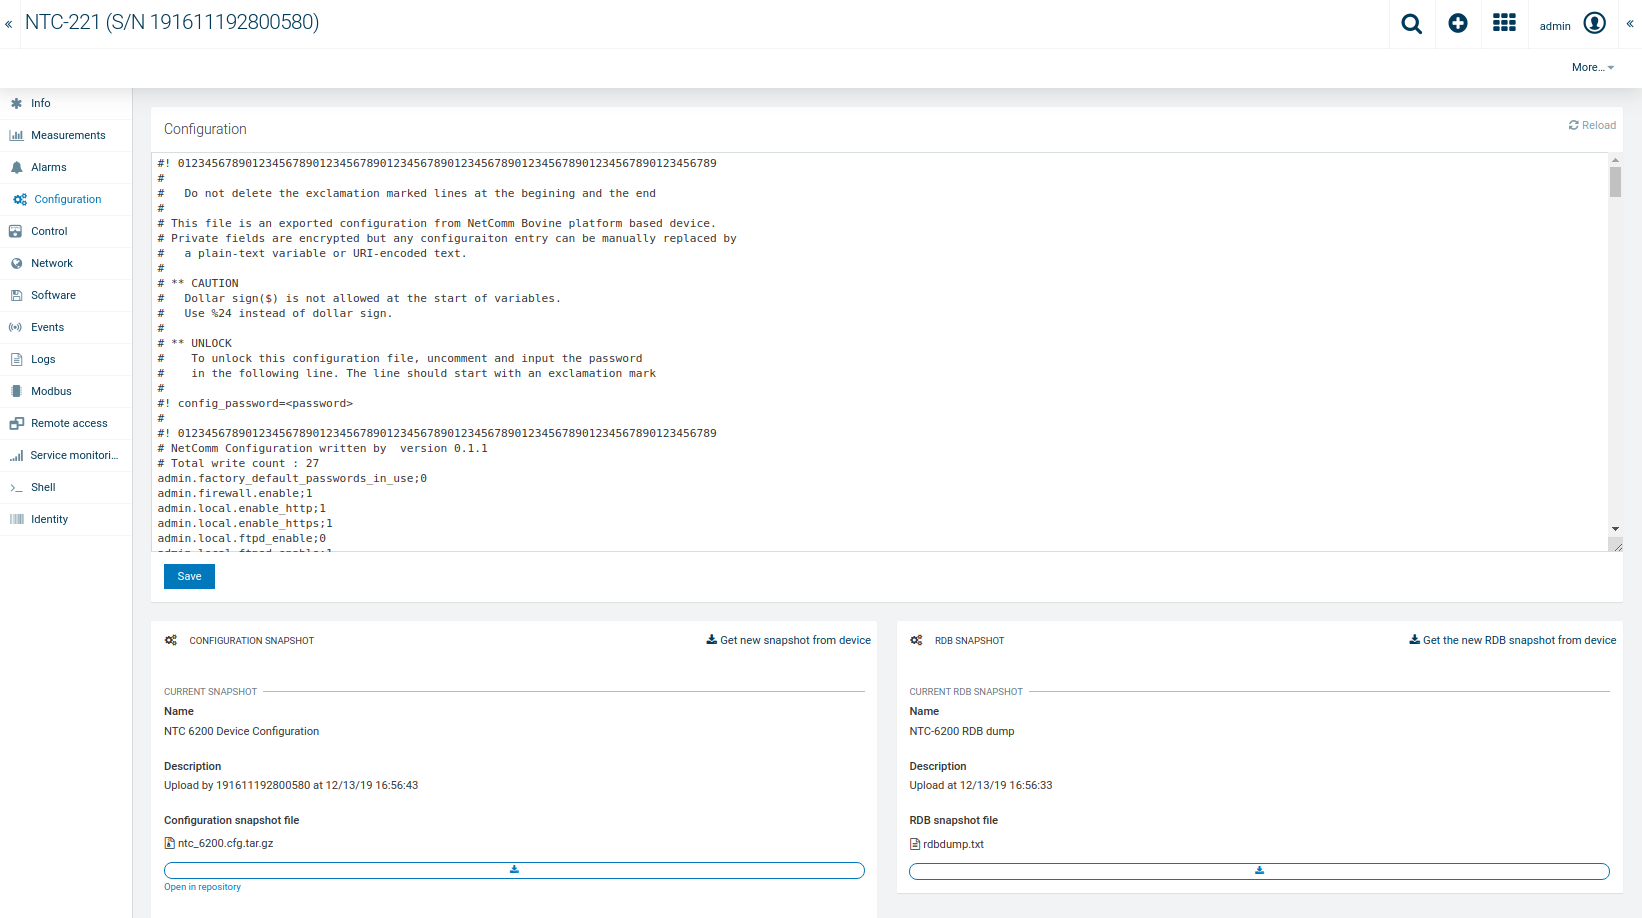 «
NTC-221 (S/N 191611192800580)
admin
«
More...
Info
Measurements
Alarms
Configuration
Control
Network
Software
Events
Logs
Modbus
Remote access
Service monitori...
Shell
Identity
Configuration
Reload
#! 01234567890123456789012345678901234567890123456789012345678901234567890123456789
#
#   Do not delete the exclamation marked lines at the begining and the end
#
# This file is an exported configuration from NetComm Bovine platform based device.
# Private fields are encrypted but any configuraiton entry can be manually replaced by
#   a plain-text variable or URI-encoded text.
#
# ** CAUTION
#   Dollar sign($) is not allowed at the start of variables.
#   Use %24 instead of dollar sign.
#
# ** UNLOCK
#    To unlock this configuration file, uncomment and input the password
#    in the following line. The line should start with an exclamation mark
#
#! config_password=<password>
#
#! 01234567890123456789012345678901234567890123456789012345678901234567890123456789
# NetComm Configuration written by  version 0.1.1
# Total write count : 27
admin.factory_default_passwords_in_use;0
admin.firewall.enable;1
admin.local.enable_http;1
admin.local.enable_https;1
admin.local.ftpd_enable;0
Save
CONFIGURATION SNAPSHOT
Get new snapshot from device
CURRENT SNAPSHOT
Name
NTC 6200 Device Configuration
Description
Upload by 191611192800580 at 12/13/19 16:56:43
Configuration snapshot file
ntc_6200.cfg.tar.gz
Open in repository
RDB SNAPSHOT
Get the new RDB snapshot from device
CURRENT RDB SNAPSHOT
Name
NTC-6200 RDB dump
Description
Upload at 12/13/19 16:56:33
RDB snapshot file
rdbdump.txt